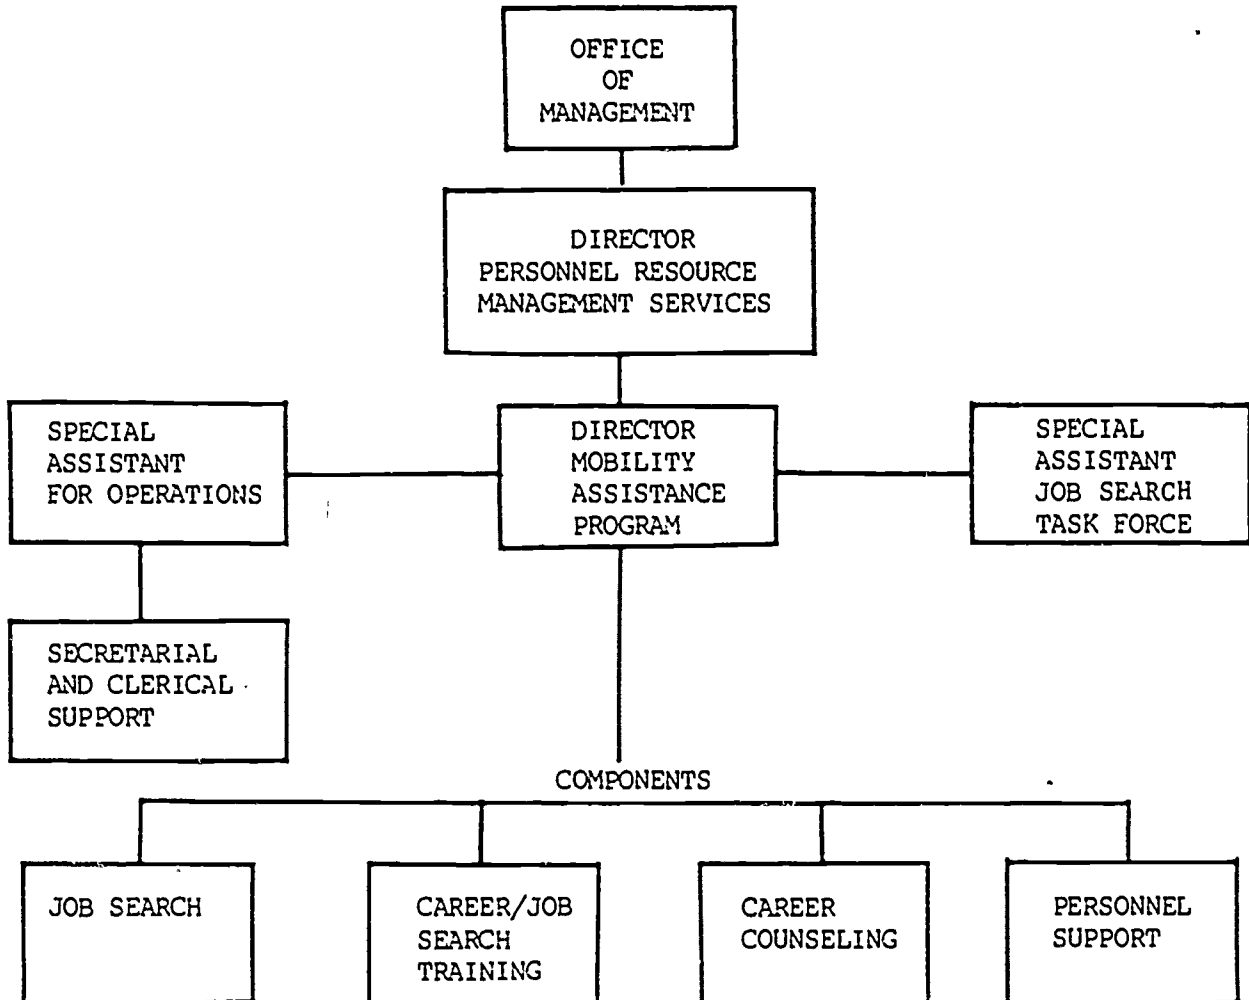 OFFICE
OF
MANAGEMENT
DIRECTOR
PERSONNEL RESOURCE
MANAGEMENT SERVICES
SPECIAL
ASSISTANT
FOR OPERATIONS
DIRECTOR
MOBILITY
ASSISTANCE
PROGRAM
SPECIAL
ASSISTANT
JOB SEARCH
TASK FORCE
SECRETARIAL
AND CLERICAL
SUPPORT
COMPONENTS
JOB SEARCH
CAREER/JOB
SEARCH
TRAINING
CAREER
COUNSELING
PERSONNEL
SUPPORT